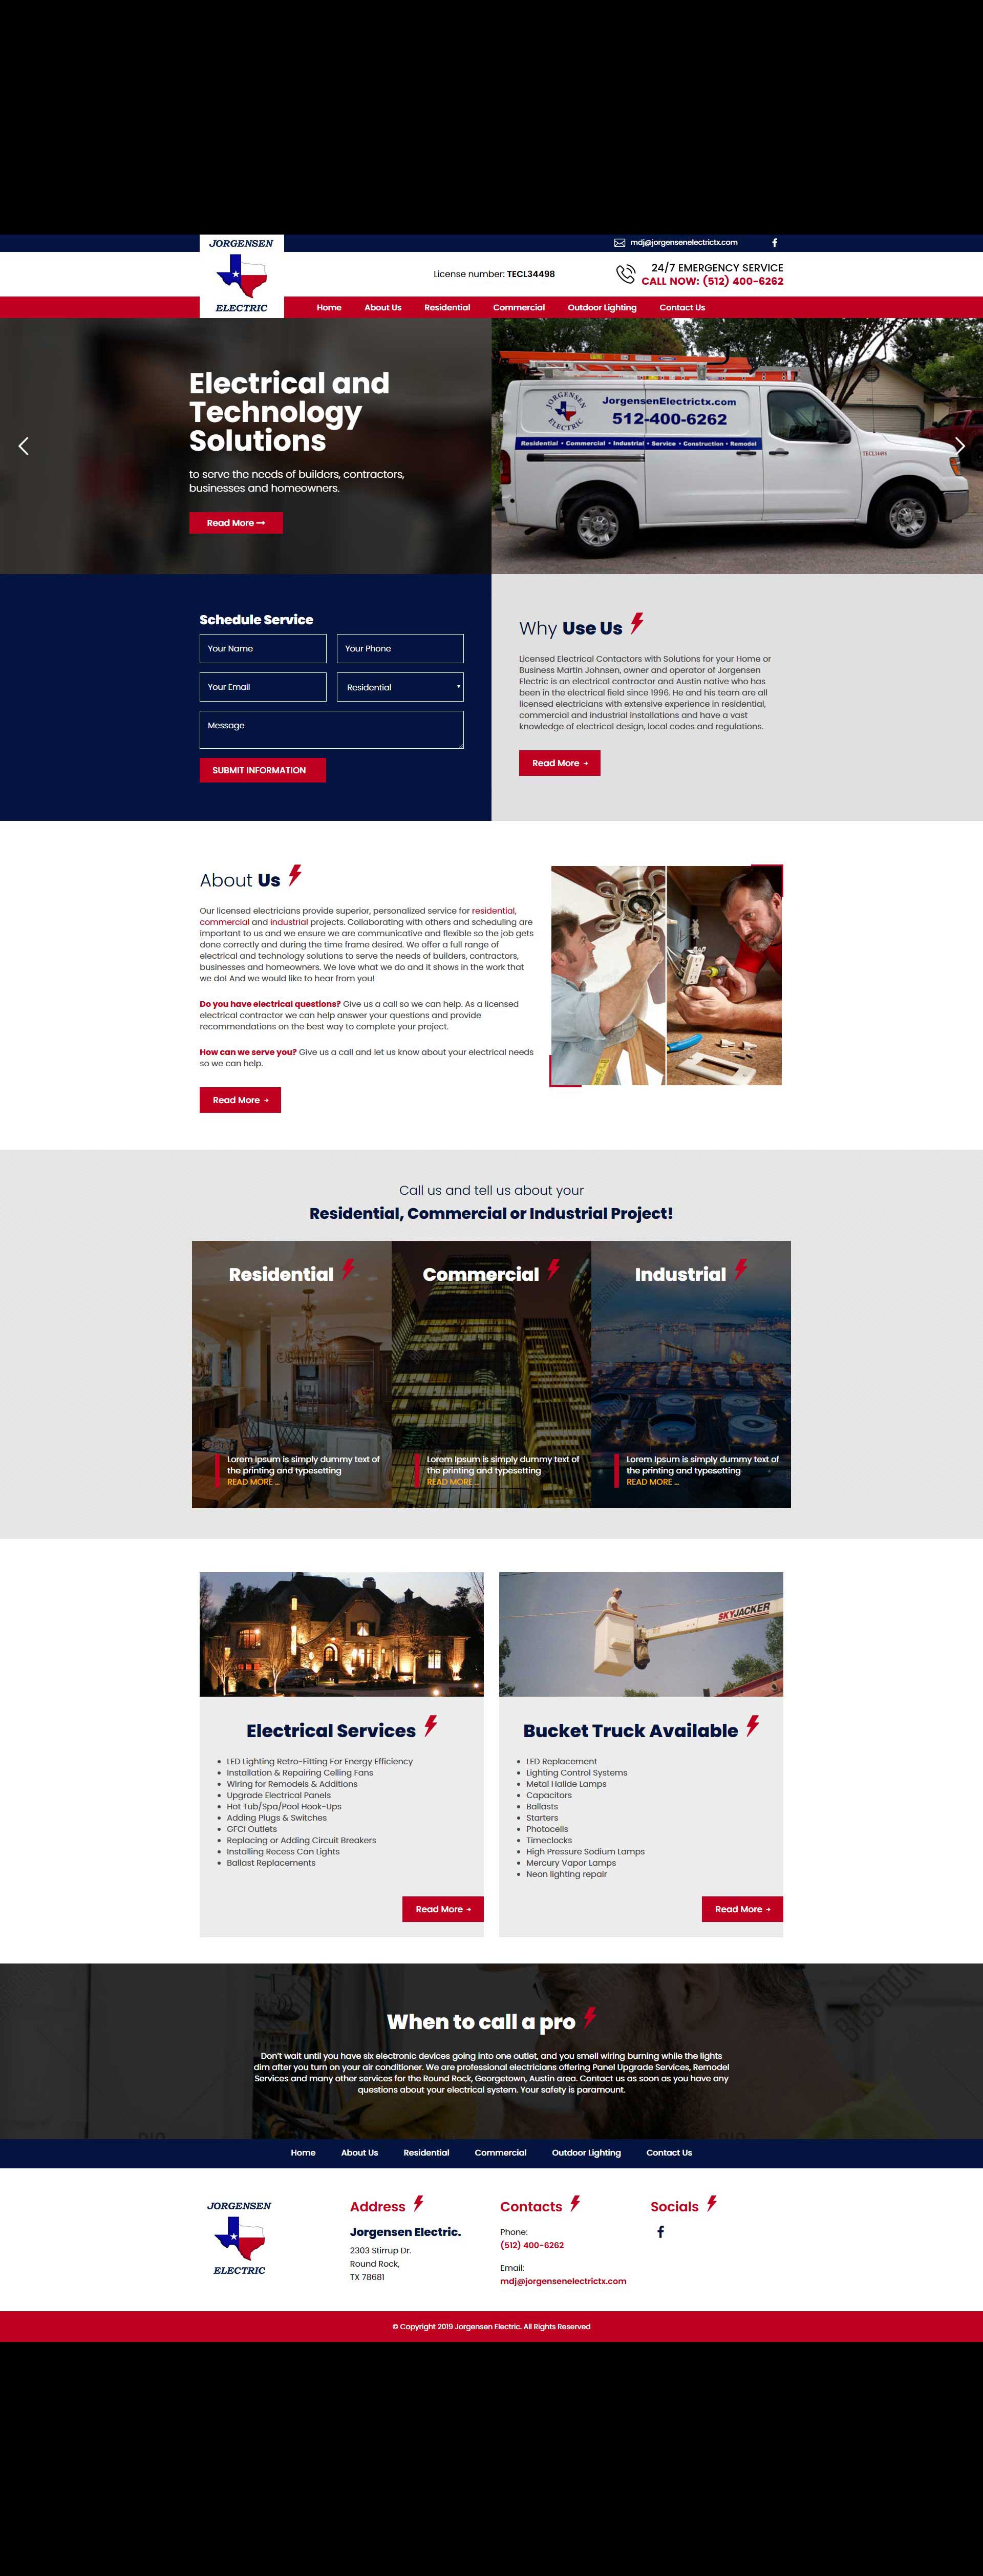 JORGENSEN
ELECTRIC
mdj@jorgensenelectrictx.com
License number: TECL34498
24/7 EMERGENCY SERVICE
CALL NOW: (512) 400-6262
Home About Us Residential Commercial Outdoor Lighting Contact Us
Electrical and
Technology
Solutions
to serve the needs of builders, contractors,
businesses and homeowners.
Read More
JORGENSEN
ELECTRIC
JorgensenElectrictx.com
512-400-6262
Residential • Commercial • Industrial • Service • Construction • Remodel
TECL34498
Schedule Service
Your Name
Your Phone
Your Email
Residential
Message
SUBMIT INFORMATION
Why Use Us
Licensed Electrical Contactors with Solutions for your Home or
Business Martin Johnsen, owner and operator of Jorgensen
Electric is an electrical contractor and Austin native who has
been in the electrical field since 1996. He and his team are all
licensed electricians with extensive experience in residential,
commercial and industrial installations and have a vast
knowledge of electrical design, local codes and regulations.
Read More
About Us
Our licensed electricians provide superior, personalized service for residential,
commercial and industrial projects. Collaborating with others and scheduling are
important to us and we ensure we are communicative and flexible so the job gets
done correctly and during the time frame desired. We offer a full range of
electrical and technology solutions to serve the needs of builders, contractors,
businesses and homeowners. We love what we do and it shows in the work that
we do! And we would like to hear from you!
Do you have electrical questions? Give us a call so we can help. As a licensed
electrical contractor we can help answer your questions and provide
recommendations on the best way to complete your project.
How can we serve you? Give us a call and let us know about your electrical needs
so we can help.
Read More
Call us and tell us about your
Residential, Commercial or Industrial Project!
Residential
Lorem Ipsum is simply dummy text of
the printing and typesetting
READ MORE ...
Commercial
Lorem Ipsum is simply dummy text of
the printing and typesetting
READ MORE ...
Industrial
Lorem Ipsum is simply dummy text of
the printing and typesetting
READ MORE ...
SKYJACKER
Electrical Services
LED Lighting Retro-Fitting For Energy Efficiency
Installation & Repairing Celling Fans
Wiring for Remodels & Additions
Upgrade Electrical Panels
Hot Tub/Spa/Pool Hook-Ups
Adding Plugs & Switches
GFCI Outlets
Replacing or Adding Circuit Breakers
Installing Recess Can Lights
Ballast Replacements
Read More
Bucket Truck Available
LED Replacement
Lighting Control Systems
Metal Halide Lamps
Capacitors
Ballasts
Starters
Photocells
Timeclocks
High Pressure Sodium Lamps
Mercury Vapor Lamps
Neon lighting repair
Read More
When to call a pro
Don't wait until you have six electronic devices going into one outlet, and you smell wiring burning while the lights
dim after you turn on your air conditioner. We are professional electricians offering Panel Upgrade Services, Remodel
Services and many other services for the Round Rock, Georgetown, Austin area. Contact us as soon as you have any
questions about your electrical system. Your safety is paramount.
Home About Us Residential Commercial Outdoor Lighting Contact Us
JORGENSEN
ELECTRIC
Address
Jorgensen Electric.
2303 Stirrup Dr.
Round Rock,
TX 78681
Contacts
Phone:
(512) 400-6262
Email:
mdj@jorgensenelectrictx.com
Socials
© Copyright 2019 Jorgensen Electric. All Rights Reserved